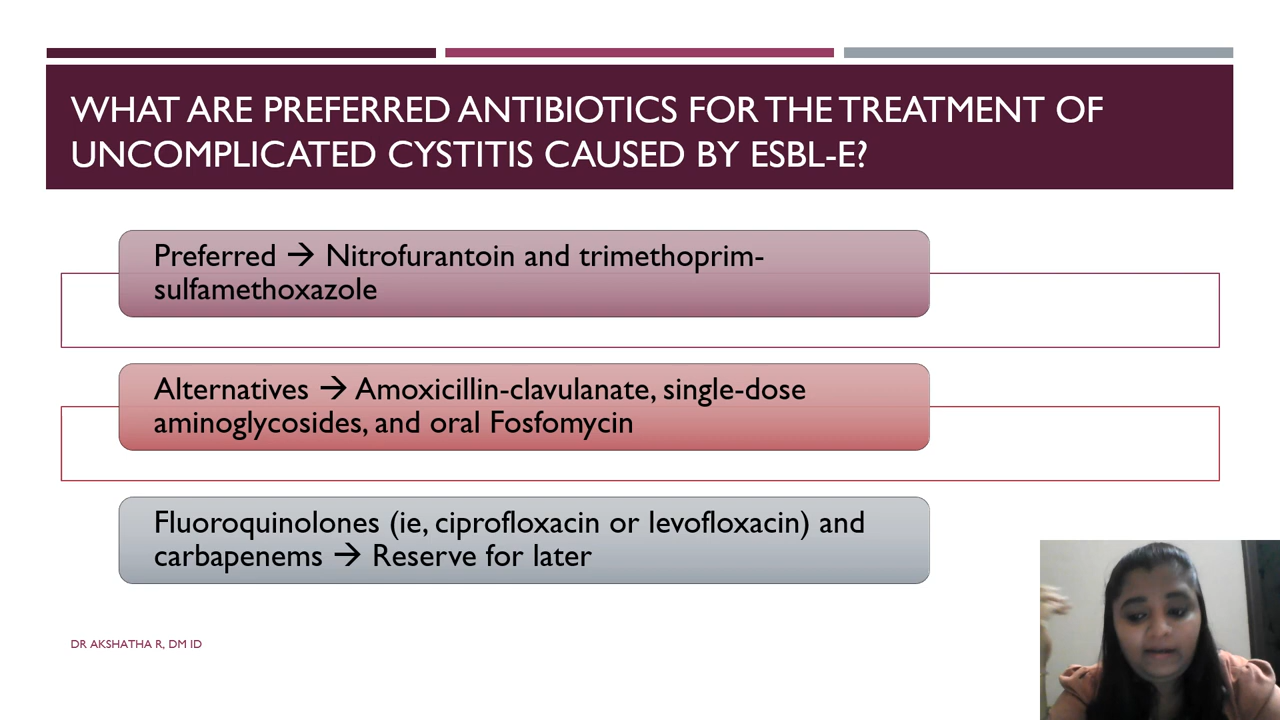 WHAT ARE PREFERRED ANTIBIOTICS FOR THE TREATMENT OF
UNCOMPLICATED CYSTITIS CAUSED BY ESBL-E?
Preferred → Nitrofurantoin and trimethoprim-
sulfamethoxazole
Alternatives → Amoxicillin-clavulanate, single-dose
aminoglycosides, and oral Fosfomycin
Fluoroquinolones (ie, ciprofloxacin or levofloxacin) and
carbapenems → Reserve for later
DR AKSHATHA R, DM ID